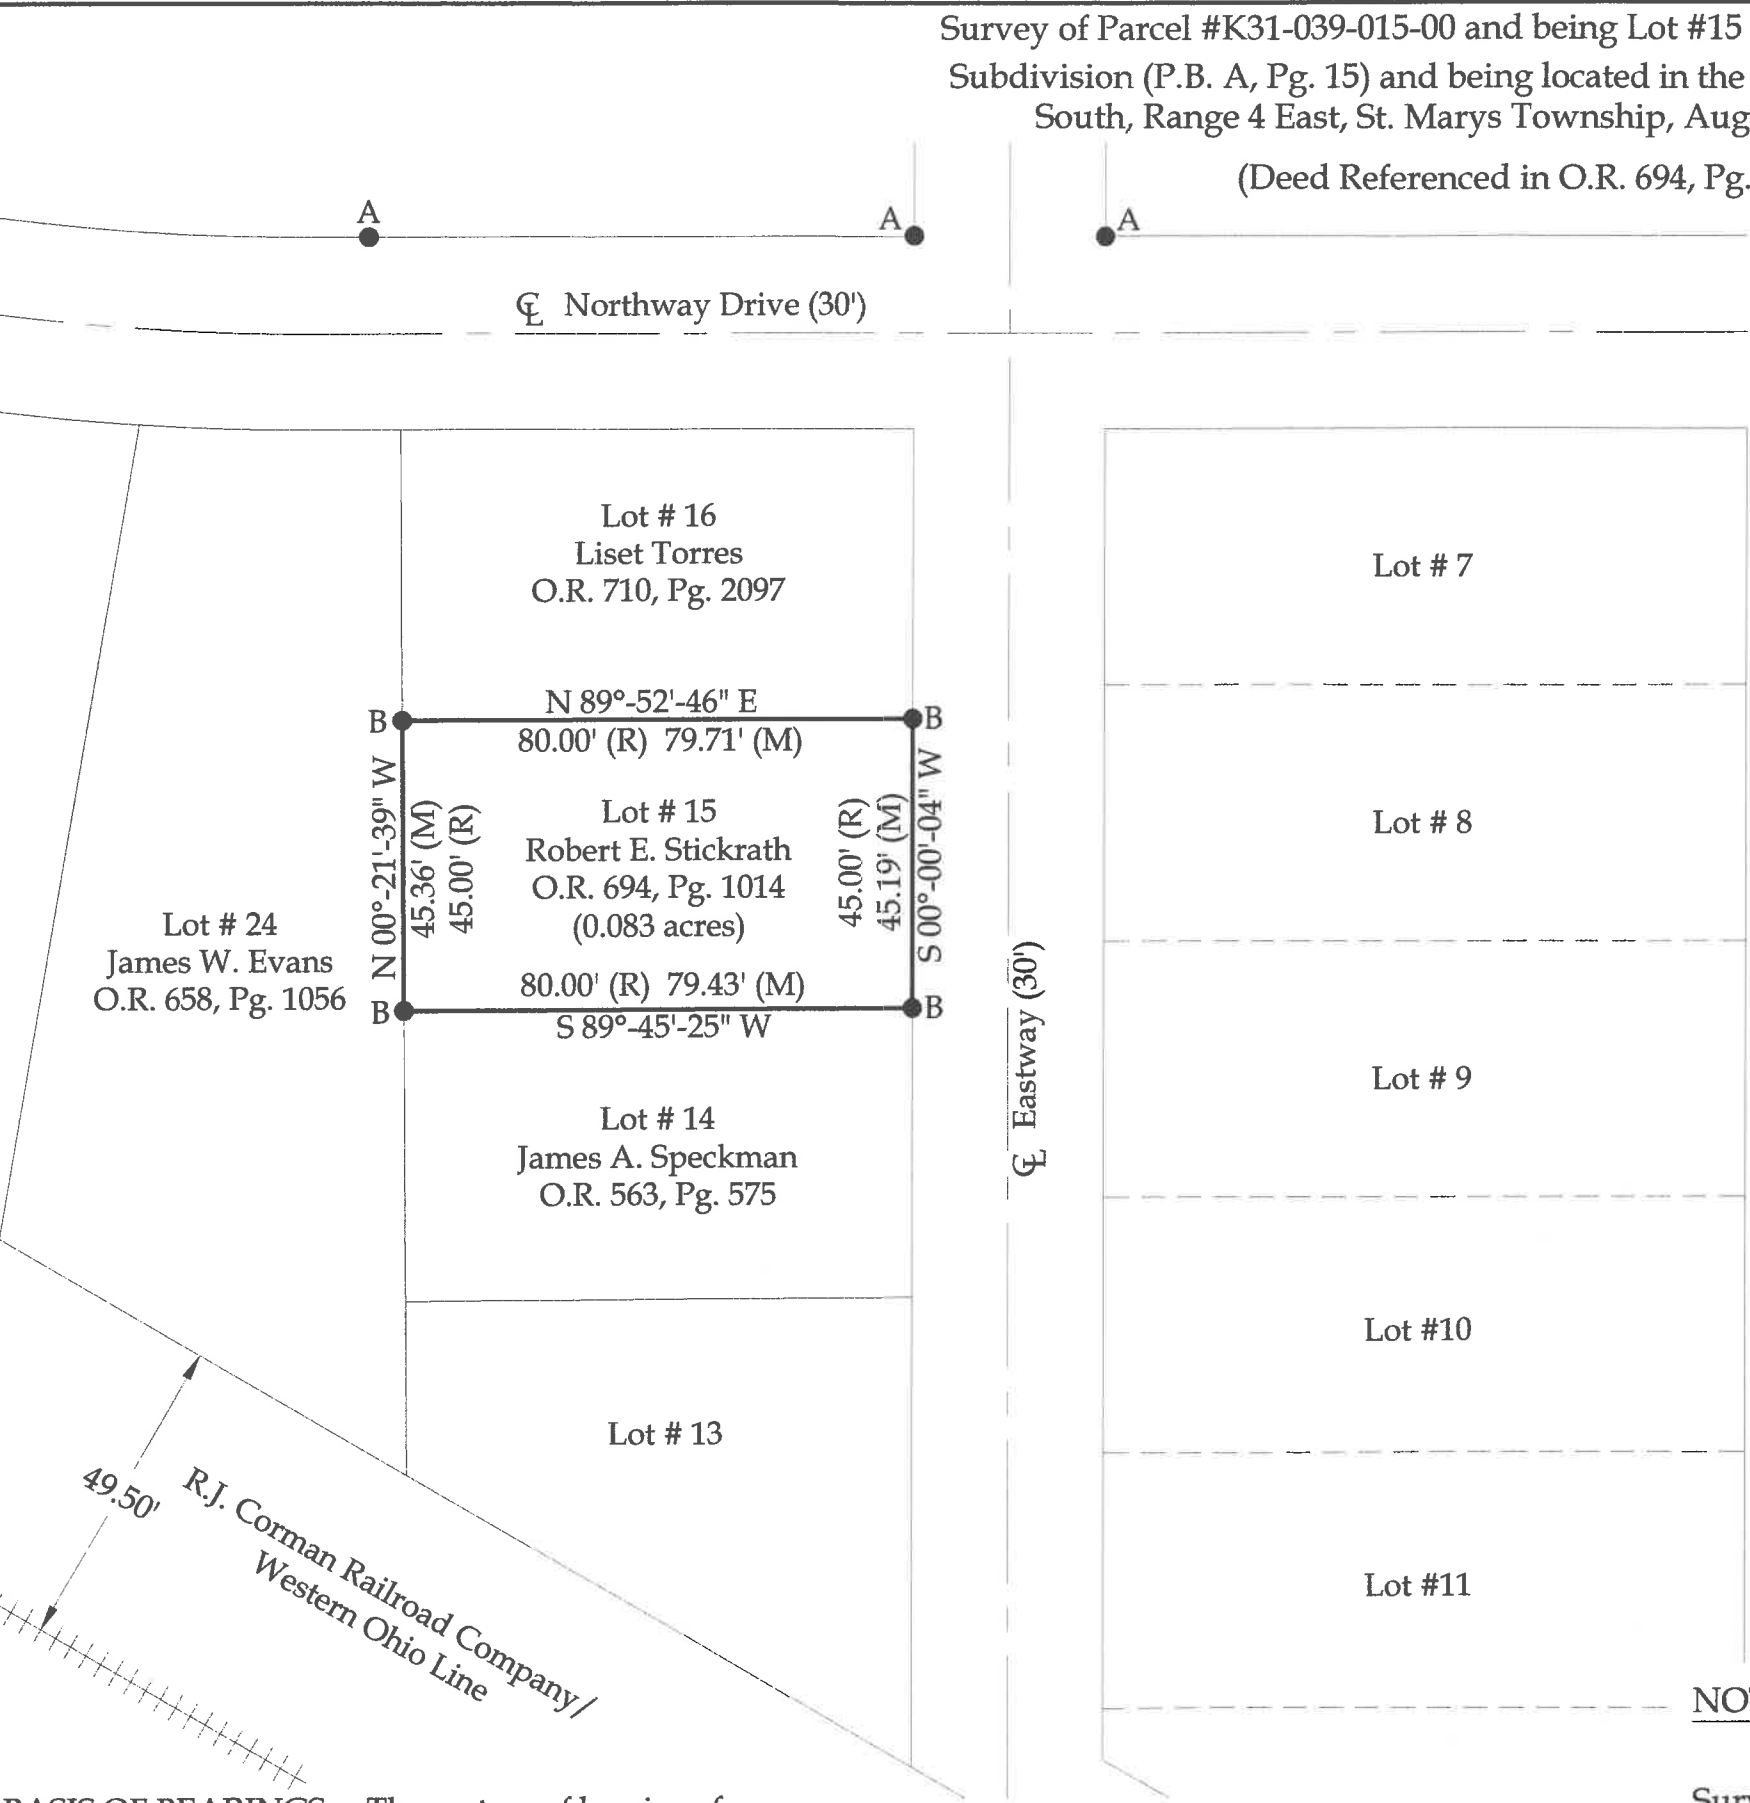 Survey of Parcel #K31-039-015-00 and being Lot #15
Subdivision (P.B. A, Pg. 15) and being located in the
South, Range 4 East, St. Marys Township, Aug
(Deed Referenced in O.R. 694, Pg.
A
A
A
℄ Northway Drive (30')
Lot # 16
Liset Torres
O.R. 710, Pg. 2097
Lot # 7
N 89°-52'-46" E
B
B
80.00' (R) 79.71' (M)
N 00°-21'-39" W
45.36' (M)
45.00' (R)
Lot # 15
Robert E. Stickrath
O.R. 694, Pg. 1014
(0.083 acres)
45.00' (R)
45.19' (M)
S 00°-00'-04" W
Lot # 8
Lot # 24
James W. Evans
O.R. 658, Pg. 1056
80.00' (R) 79.43' (M)
B
B
S 89°-45'-25" W
℄ Eastway (30")
Lot # 9
Lot # 14
James A. Speckman
O.R. 563, Pg. 575
Lot #10
Lot # 13
49.50'
R.J. Corman Railroad Company/
Western Ohio Line
Lot #11
NO
BASIS OF BEARINGS